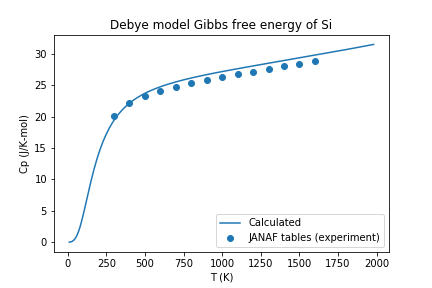 Debye model Gibbs free energy of Si
Cp (J/K-mol)
30
25
20
15
10
5
0
0 250 500 750 1000 1250 1500 1750 2000
T (K)
Calculated
JANAF tables (experiment)